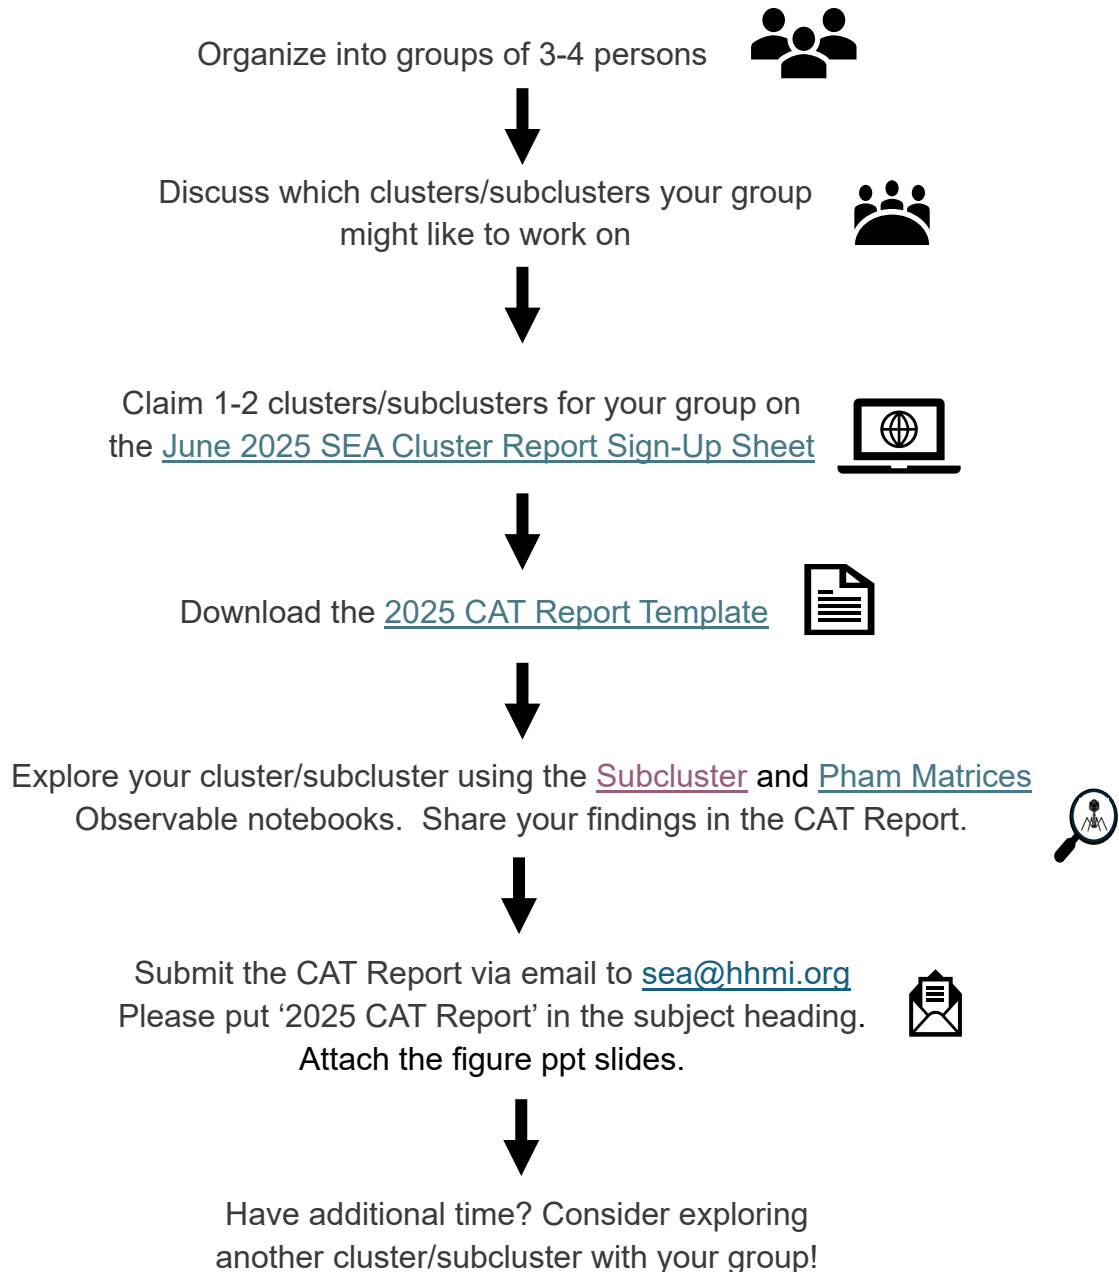 Organize into groups of 3-4 persons
Discuss which clusters/subclusters your group
might like to work on
Claim 1-2 clusters/subclusters for your group on
the June 2025 SEA Cluster Report Sign-Up Sheet
Download the 2025 CAT Report Template
Explore your cluster/subcluster using the Subcluster and Pham Matrices
Observable notebooks.  Share your findings in the CAT Report.
Submit the CAT Report via email to sea@hhmi.org
Please put ‘2025 CAT Report’ in the subject heading.
Attach the figure ppt slides.
Have additional time? Consider exploring
another cluster/subcluster with your group!